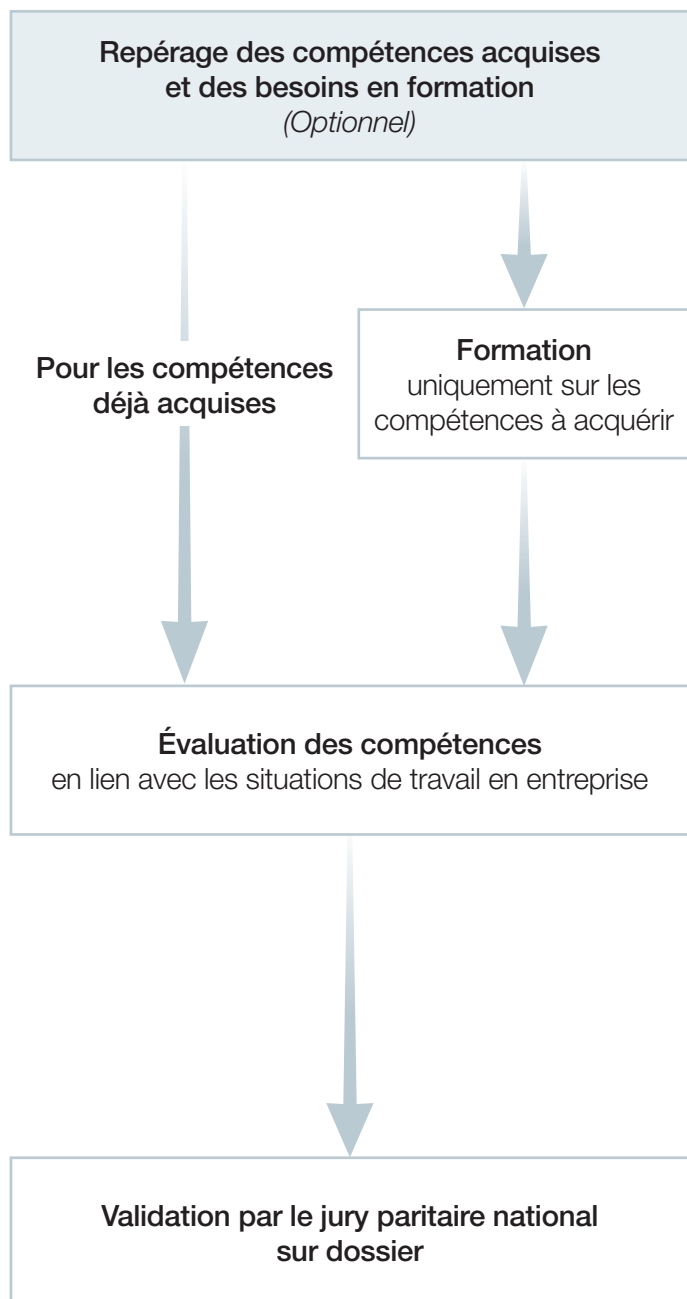 Repérage des compétences acquises
et des besoins en formation
(Optionnel)
Pour les compétences
déjà acquises
Formation
uniquement sur les
compétences à acquérir
Évaluation des compétences
en lien avec les situations de travail en entreprise
Validation par le jury paritaire national
sur dossier